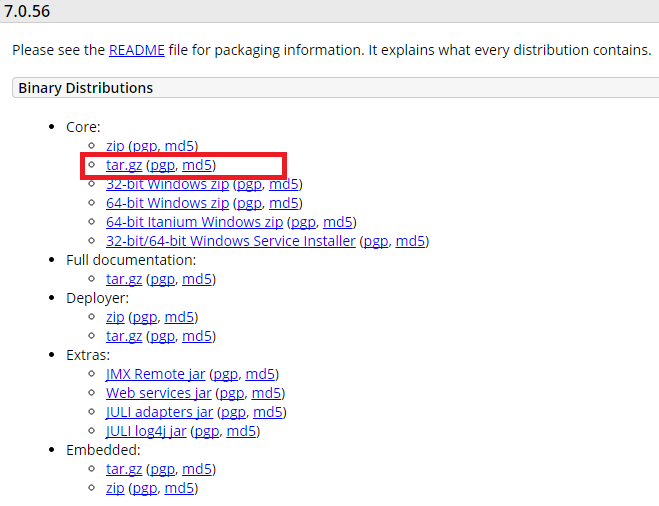 7.0.56
Please see the README file for packaging information. It explains what every distribution contains.
Binary Distributions
Core:
zip (pgp, md5)
tar.gz (pgp, md5)
32-bit Windows zip (pgp, md5)
64-bit Windows zip (pgp, md5)
64-bit Itanium Windows zip (pgp, md5)
32-bit/64-bit Windows Service Installer (pgp, md5)
Full documentation:
tar.gz (pgp, md5)
Deployer:
zip (pgp, md5)
tar.gz (pgp, md5)
Extras:
JMX Remote jar (pgp, md5)
Web services jar (pgp, md5)
JULI adapters jar (pgp, md5)
JULI log4j jar (pgp, md5)
Embedded:
tar.gz (pgp, md5)
zip (pgp, md5)